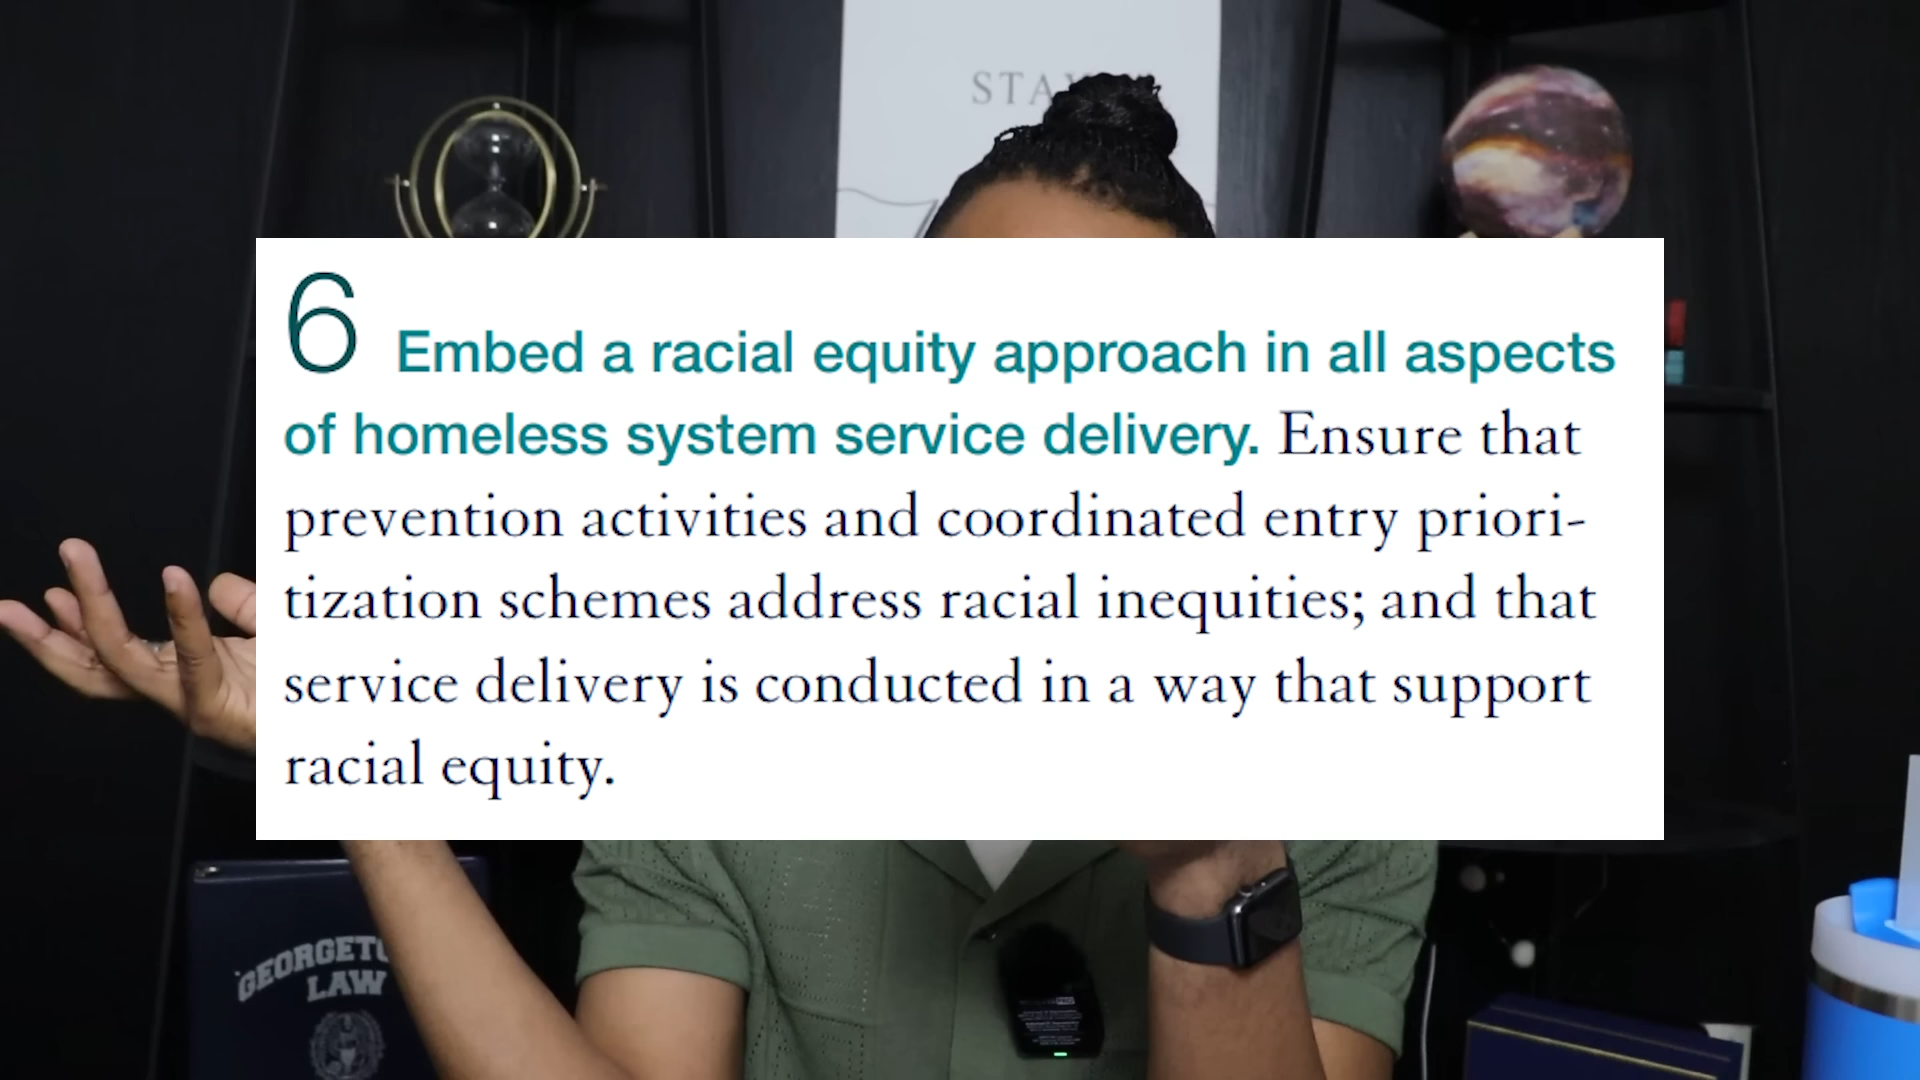 STAY
6 Embed a racial equity approach in all aspects
of homeless system service delivery. Ensure that
prevention activities and coordinated entry priori-
tization schemes address racial inequities; and that
service delivery is conducted in a way that support
racial equity.
GEORGETO
LAW